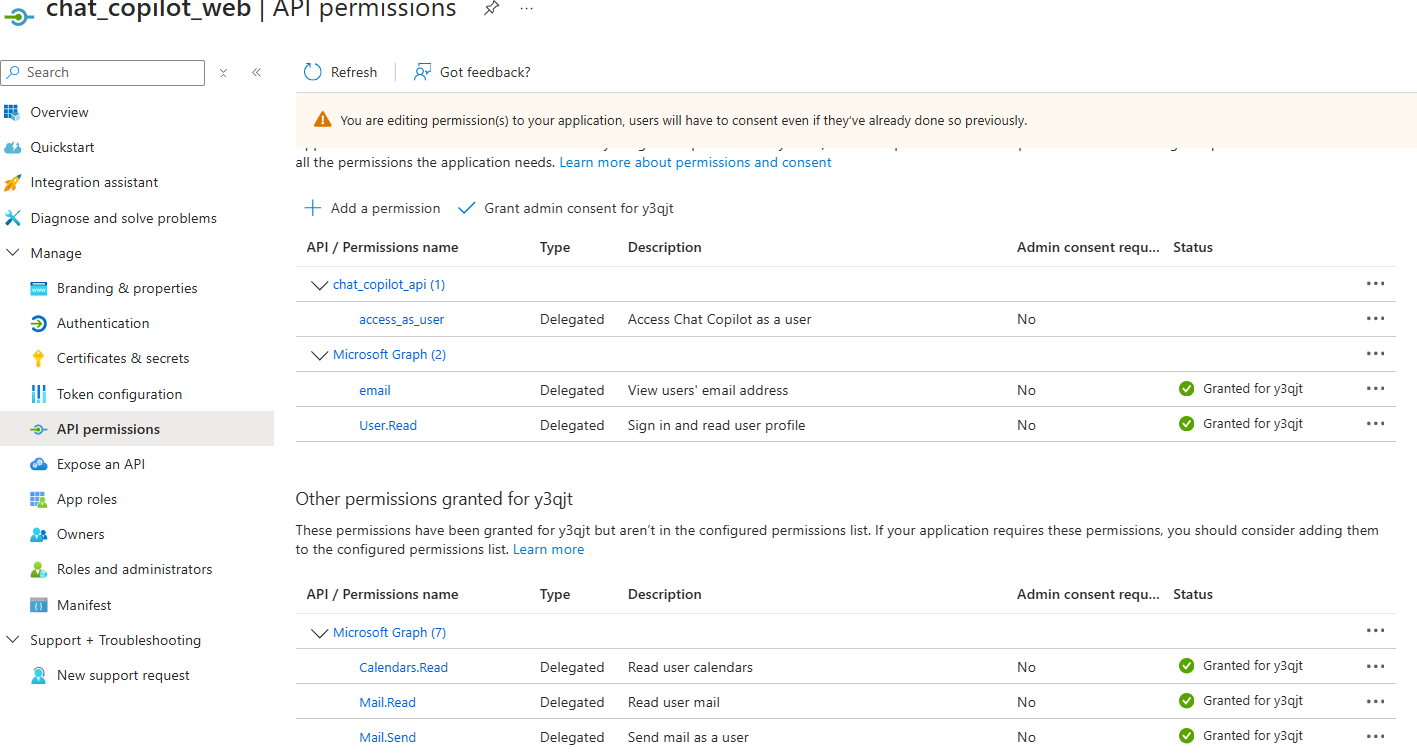 chat_copilot_web | API permissions
Search
Refresh
Got feedback?
Overview
Quickstart
Integration assistant
Diagnose and solve problems
Manage
Branding & properties
Authentication
Certificates & secrets
Token configuration
API permissions
Expose an API
App roles
Owners
Roles and administrators
Manifest
Support + Troubleshooting
New support request
You are editing permission(s) to your application, users will have to consent even if they've already done so previously.
all the permissions the application needs. Learn more about permissions and consent
Add a permission
Grant admin consent for y3qjt
API / Permissions name Type Description Admin consent requ... Status
chat_copilot_api (1)
access_as_user Delegated Access Chat Copilot as a user No
Microsoft Graph (2)
email Delegated View users' email address No Granted for y3qjt
User.Read Delegated Sign in and read user profile No Granted for y3qjt
Other permissions granted for y3qjt
These permissions have been granted for y3qjt but aren't in the configured permissions list. If your application requires these permissions, you should consider adding them
to the configured permissions list. Learn more
API / Permissions name Type Description Admin consent requ... Status
Microsoft Graph (7)
Calendars.Read Delegated Read user calendars No Granted for y3qjt
Mail.Read Delegated Read user mail No Granted for y3qjt
Mail.Send Delegated Send mail as a user No Granted for y3qjt